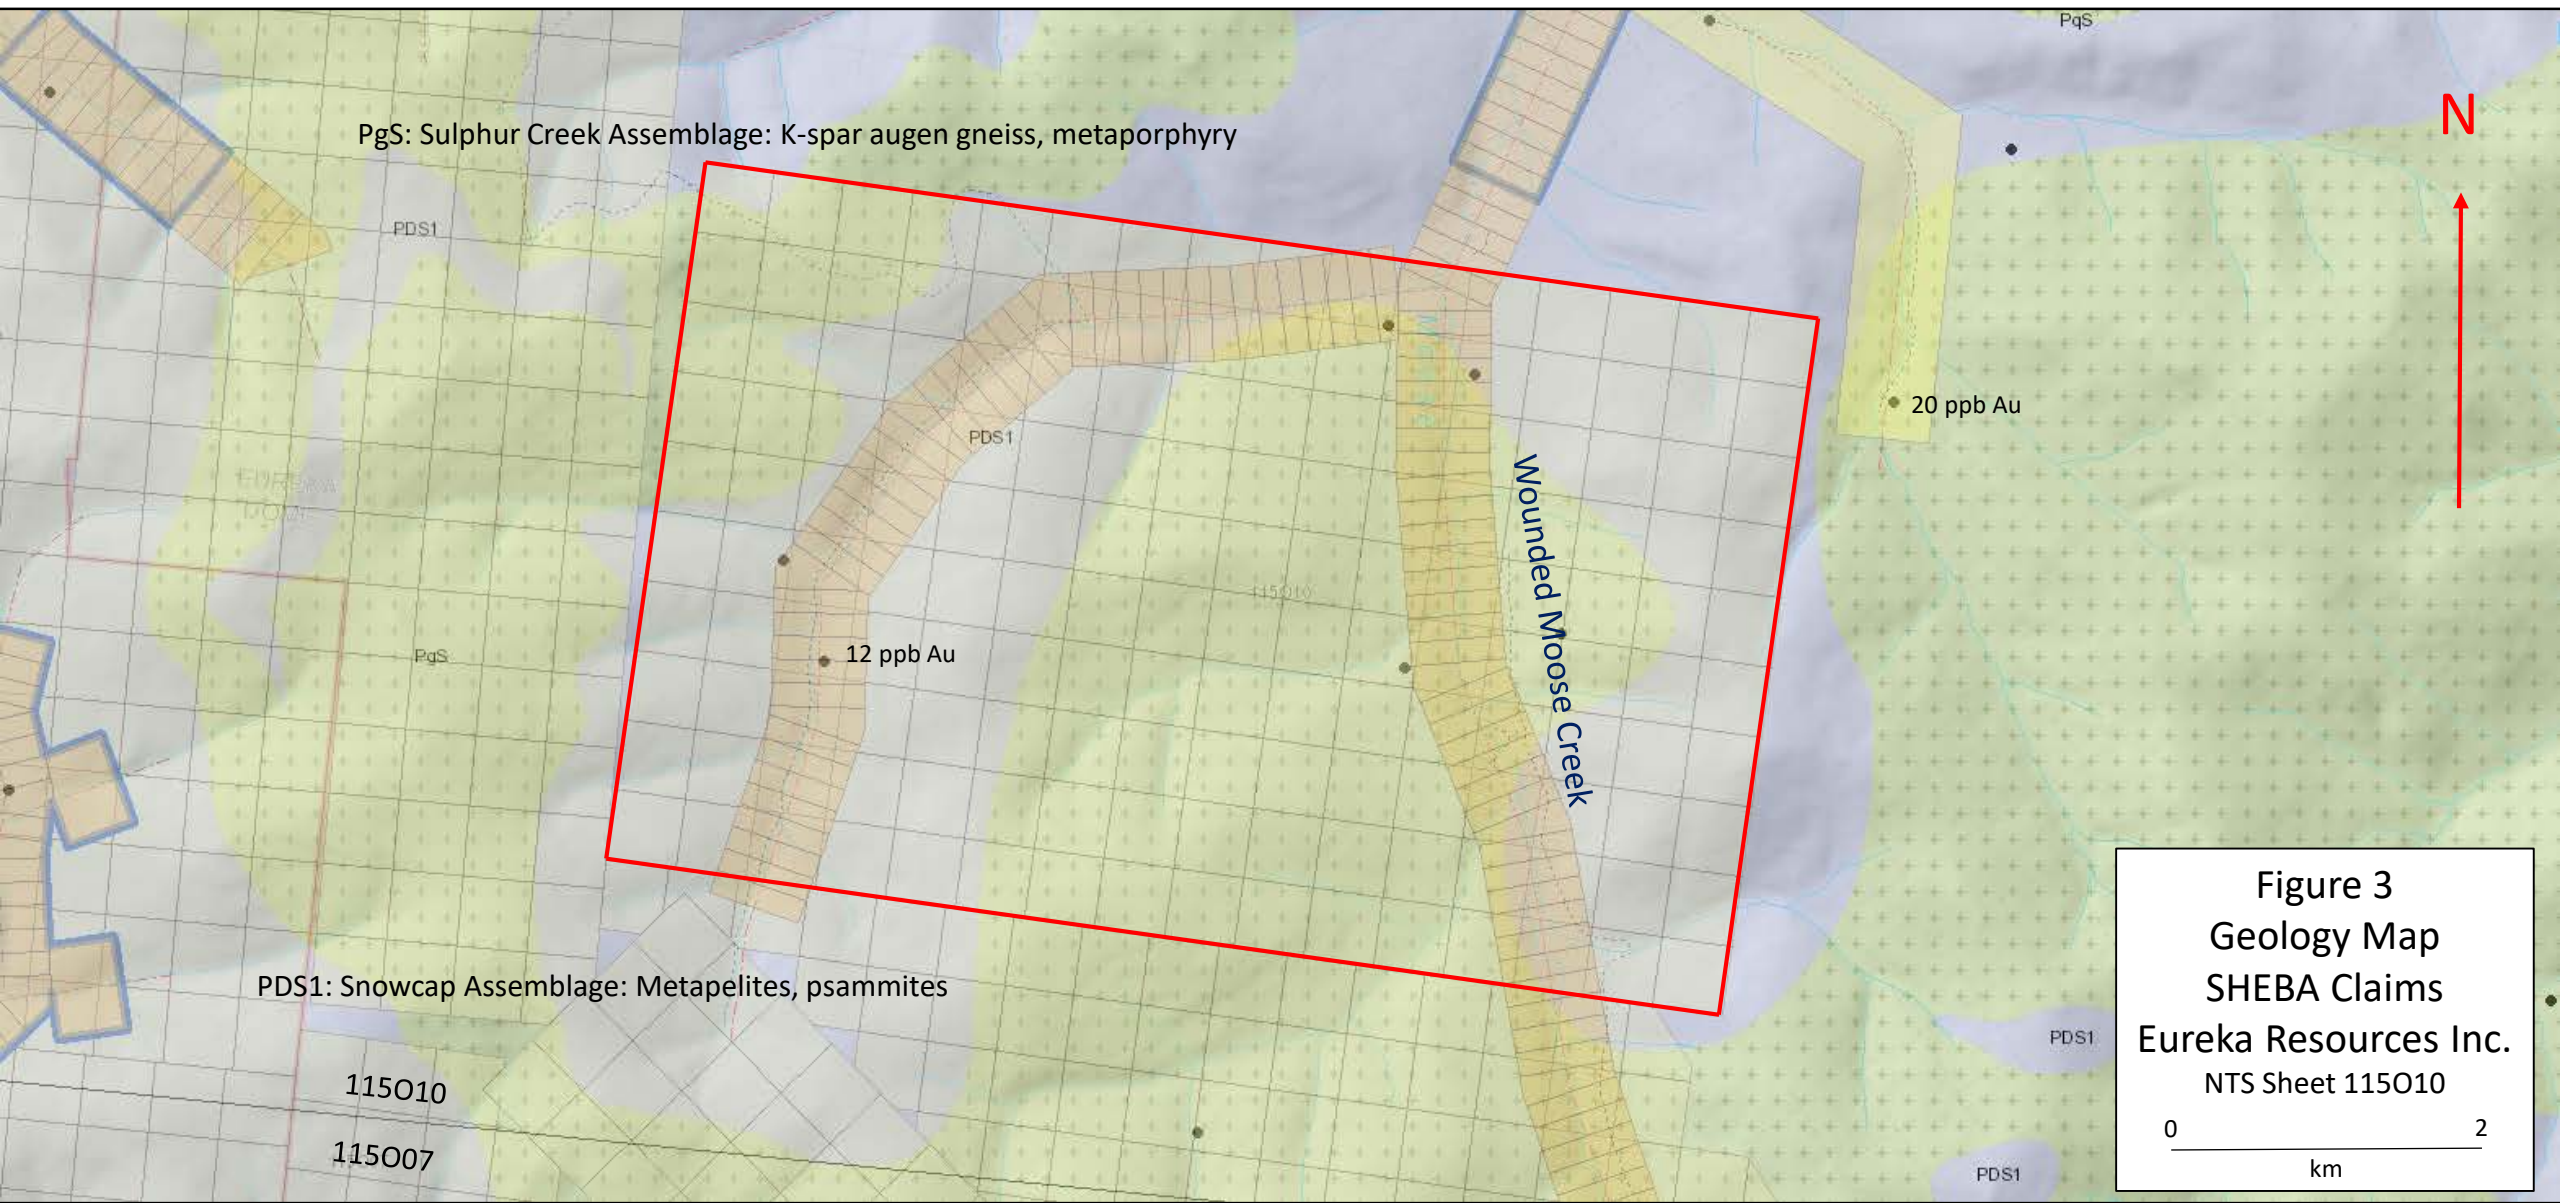 PqS
N
PgS: Sulphur Creek Assemblage: K-spar augen gneiss, metaporphyry
PDS1
20 ppb Au
PDS1
Wounded Moose Creek
115O10
PgS
12 ppb Au
PDS1: Snowcap Assemblage: Metapelites, psammites
115O10
115O07
PDS1
PDS1
Figure 3
Geology Map
SHEBA Claims
Eureka Resources Inc.
NTS Sheet 115O10
0 2
km